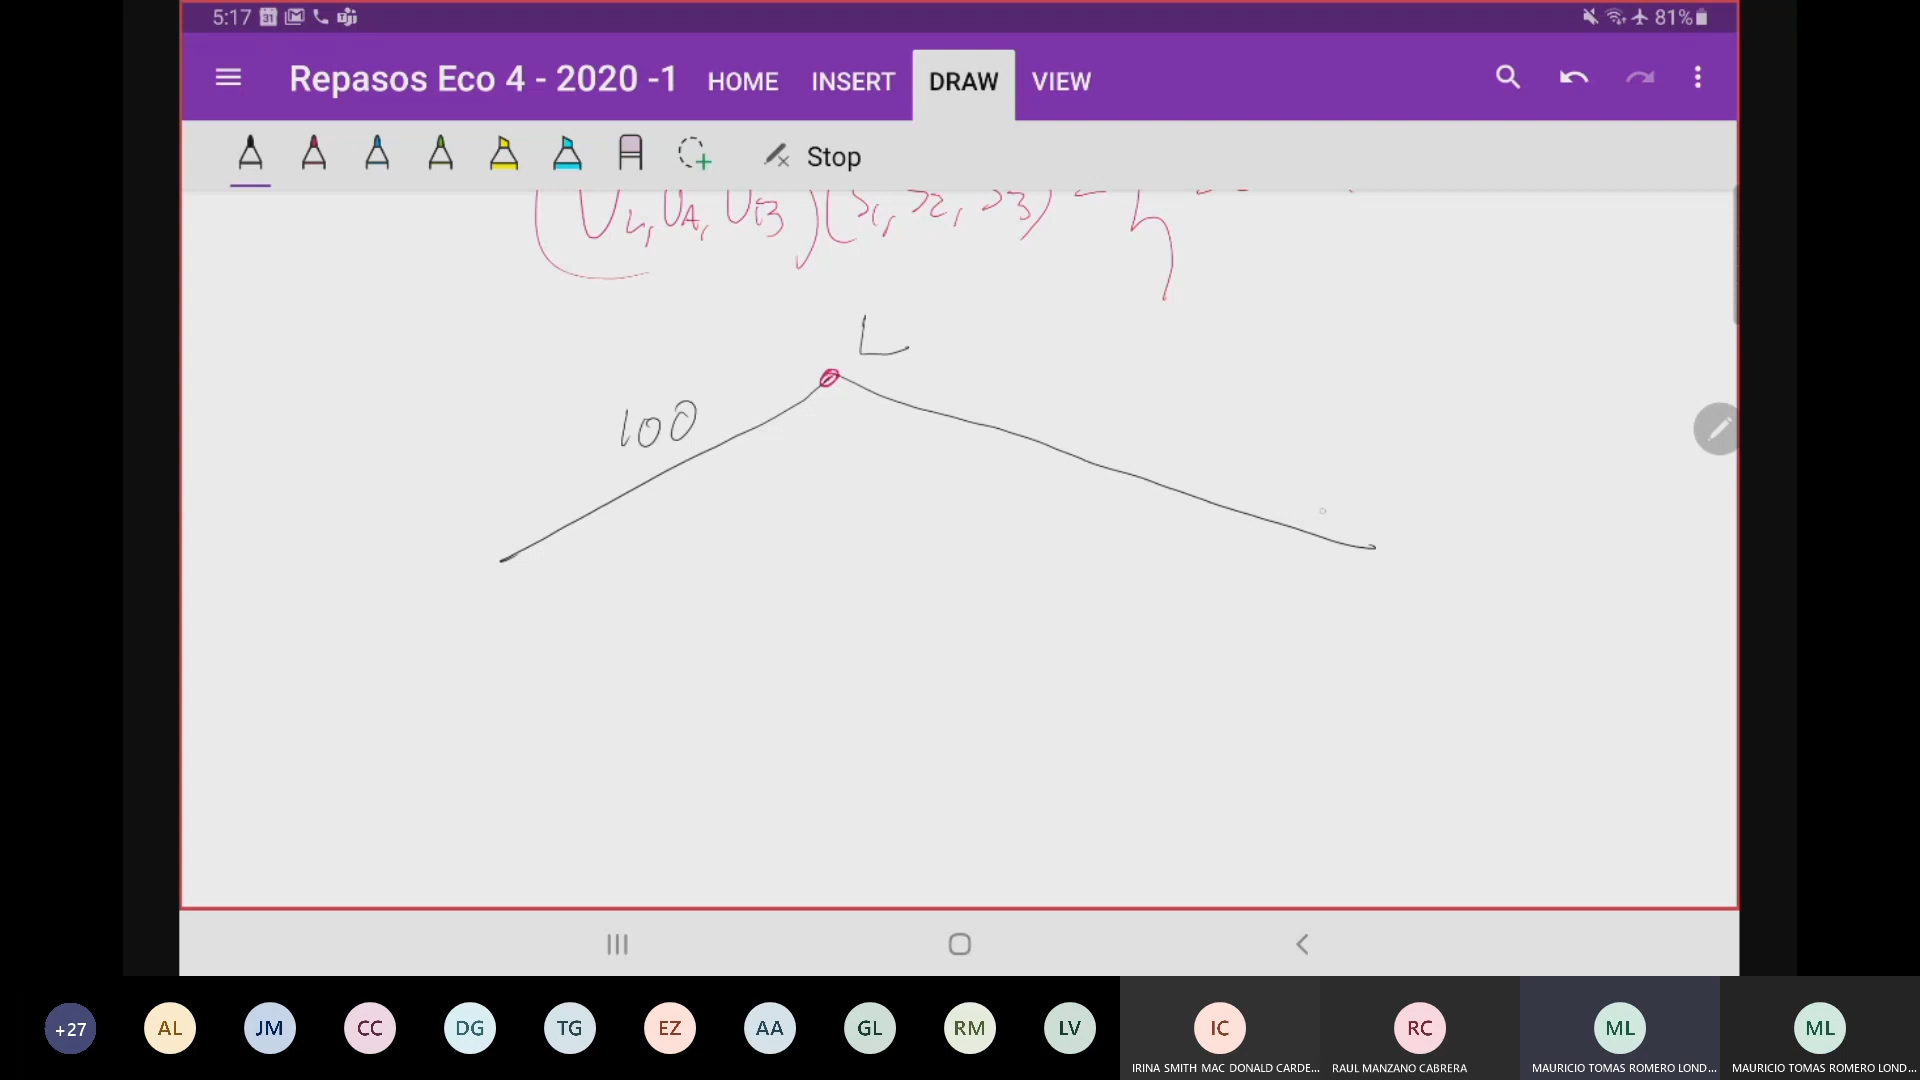 5:17 31 81%
Repasos Eco 4 - 2020 -1 HOME INSERT DRAW VIEW
Stop
L
100
+27 AL JM CC DG TG EZ AA GL RM LV IC RC ML ML
IRINA SMITH MAC DONALD CARDE... RAUL MANZANO CABRERA MAURICIO TOMAS ROMERO LOND... MAURICIO TOMAS ROMERO LOND...